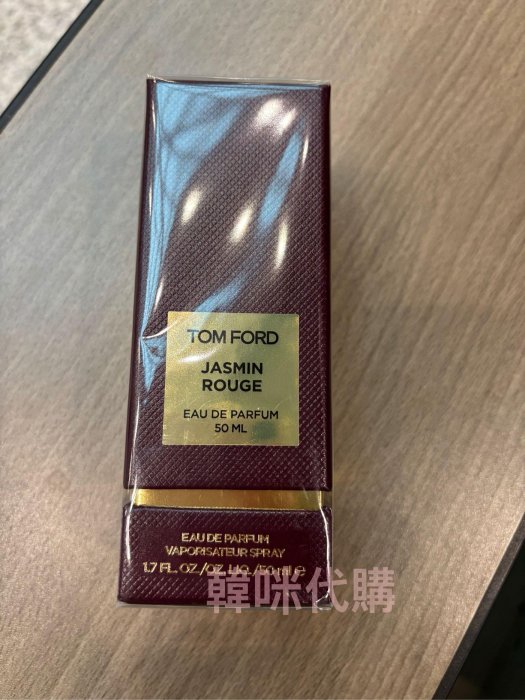 TOM FORD
JASMIN
ROUGE
EAU DE PARFUM
50 ML
EAU DE PARFUM
VAPORISATEUR SPRAY
1.7 FL. OZ./OZ. LIQ./50 ml e
韓咪代購